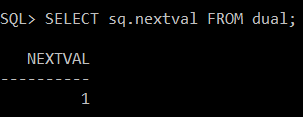 SQL> SELECT sq.nextval FROM dual;
NEXTVAL
----------
1